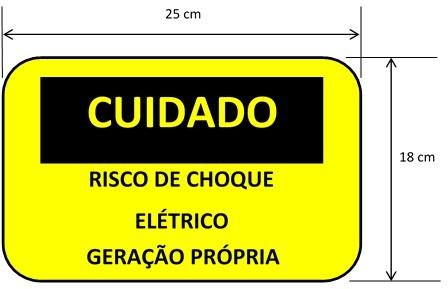 25 cm
CUIDADO
RISCO DE CHOQUE
ELÉTRICO
GERAÇÃO PRÓPRIA
18 cm